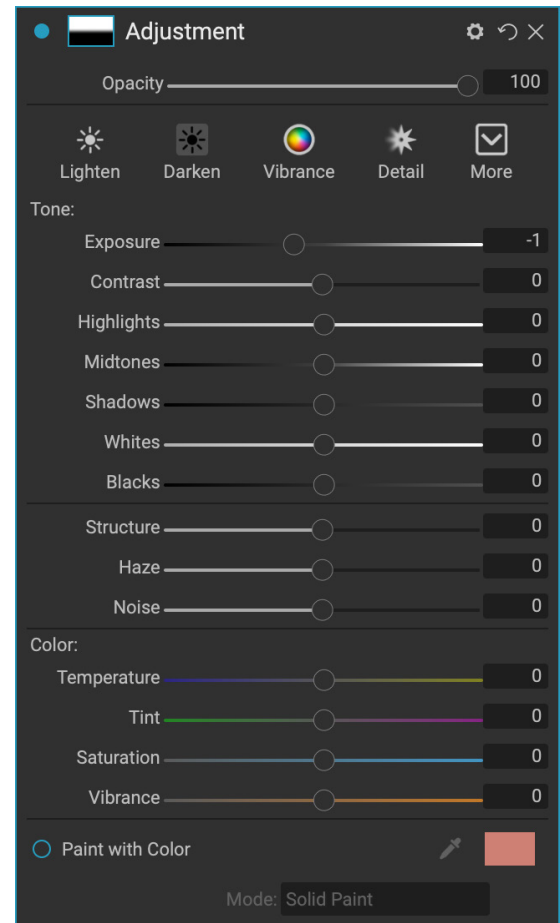 Adjustment
Opacity 100
Lighten Darken Vibrance Detail More
Tone:
Exposure -1
Contrast 0
Highlights 0
Midtones 0
Shadows 0
Whites 0
Blacks 0
Structure 0
Haze 0
Noise 0
Color:
Temperature 0
Tint 0
Saturation 0
Vibrance 0
Paint with Color
Mode: Solid Paint